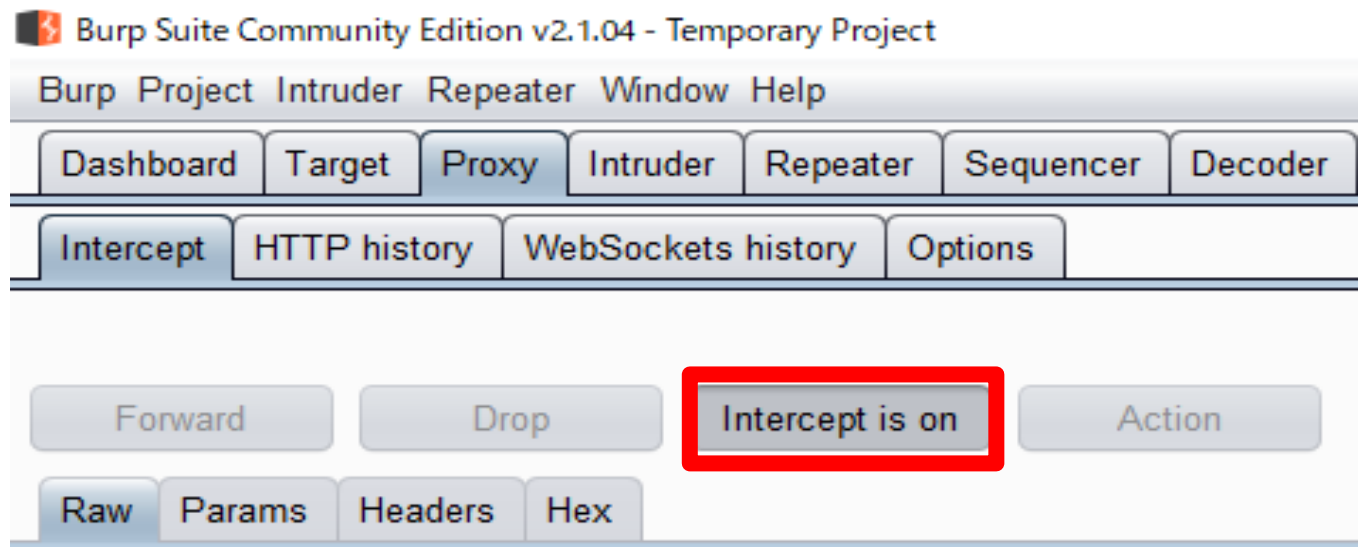 Burp Suite Community Edition v2.1.04 - Temporary Project
Burp Project Intruder Repeater Window Help
Dashboard Target Proxy Intruder Repeater Sequencer Decoder
Intercept HTTP history WebSockets history Options
Forward Drop Intercept is on Action
Raw Params Headers Hex